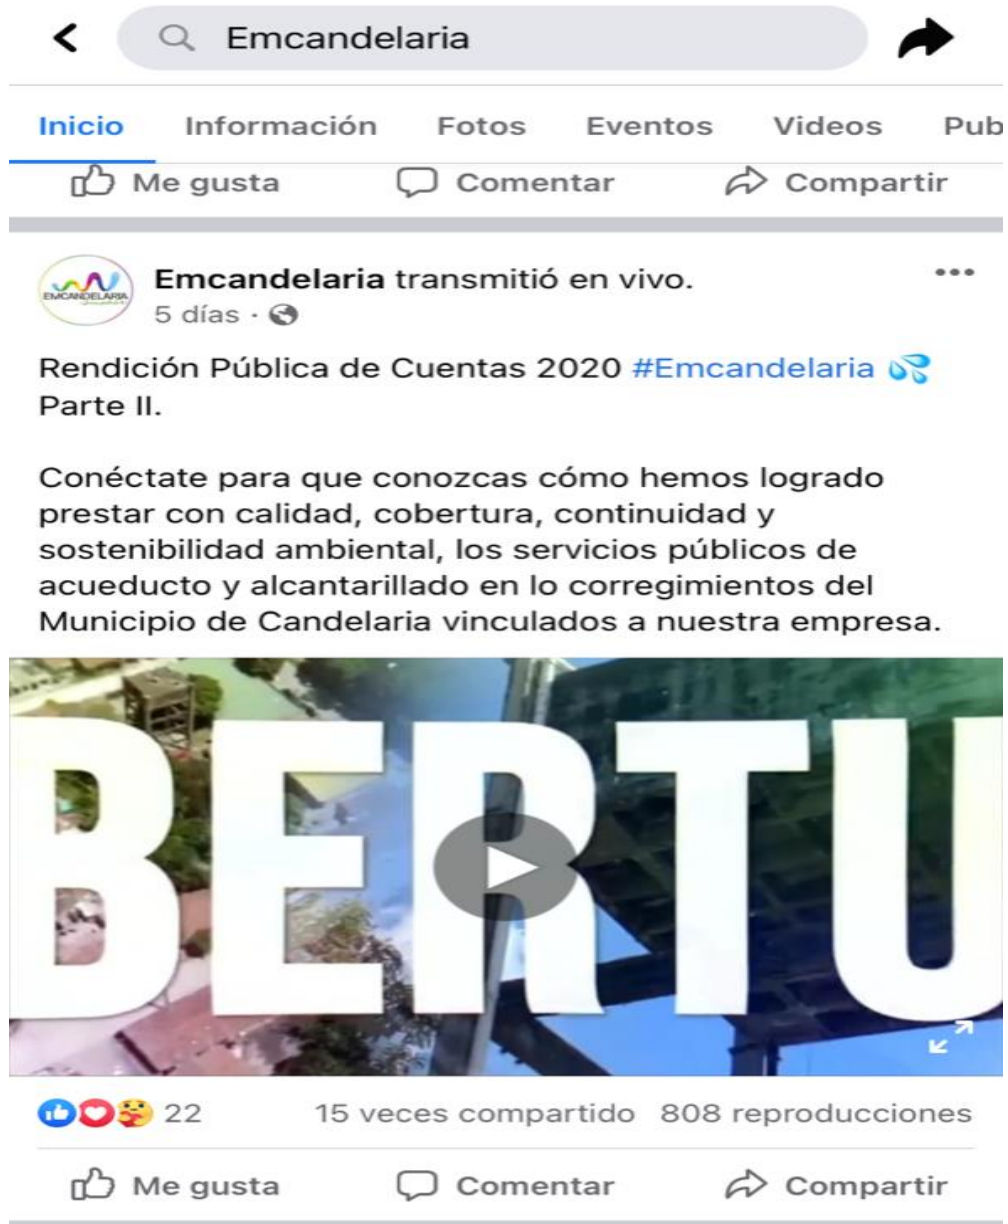 Emcandelaria
Inicio Información Fotos Eventos Videos Pub
Me gusta Comentar Compartir
EMCANDELARIA
Emcandelaria transmitió en vivo.
5 días ·
Rendición Pública de Cuentas 2020 #Emcandelaria 💦
Parte II.
Conéctate para que conozcas cómo hemos logrado
prestar con calidad, cobertura, continuidad y
sostenibilidad ambiental, los servicios públicos de
acueducto y alcantarillado en lo corregimientos del
Municipio de Candelaria vinculados a nuestra empresa.
BERTU
22 15 veces compartido 808 reproducciones
Me gusta Comentar Compartir